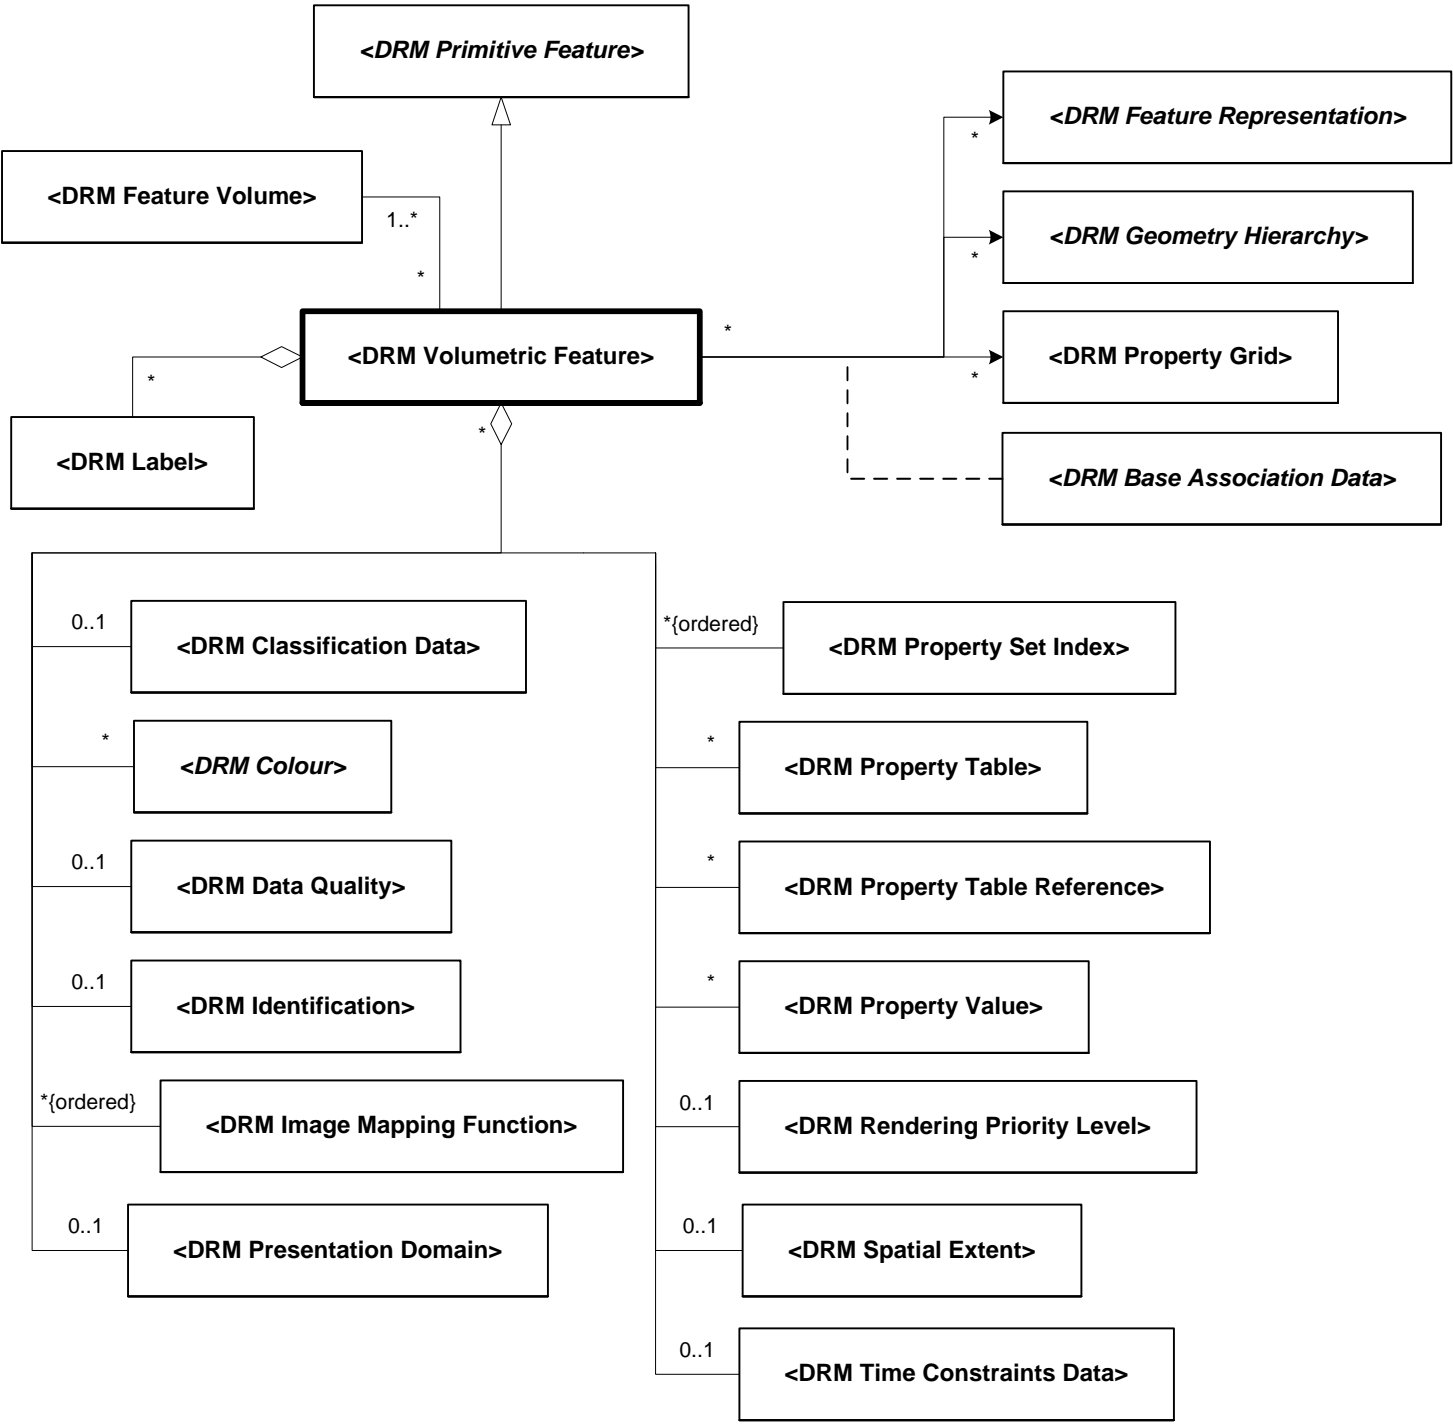 <DRM Primitive Feature>
<DRM Feature Representation>
*
<DRM Feature Volume>
1..*
*
<DRM Geometry Hierarchy>
*
<DRM Volumetric Feature>
*
<DRM Property Grid>
*
*
<DRM Label>
*
<DRM Base Association Data>
0..1
<DRM Classification Data>
*{ordered}
<DRM Property Set Index>
*
<DRM Colour>
*
<DRM Property Table>
0..1
<DRM Data Quality>
*
<DRM Property Table Reference>
0..1
<DRM Identification>
*
<DRM Property Value>
*{ordered}
<DRM Image Mapping Function>
0..1
<DRM Rendering Priority Level>
0..1
<DRM Presentation Domain>
0..1
<DRM Spatial Extent>
0..1
<DRM Time Constraints Data>